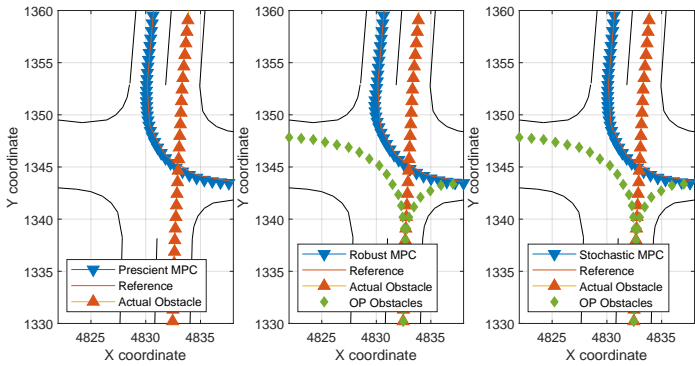 1360
1355
1350
1345
1340
1335
1330
Y coordinate
4825
4830
4835
X coordinate
Prescient MPC
Reference
Actual Obstacle
1360
1355
1350
1345
1340
1335
1330
Y coordinate
4825
4830
4835
X coordinate
Robust MPC
Reference
Actual Obstacle
OP Obstacles
1360
1355
1350
1345
1340
1335
1330
Y coordinate
4825
4830
4835
X coordinate
Stochastic MPC
Reference
Actual Obstacle
OP Obstacles